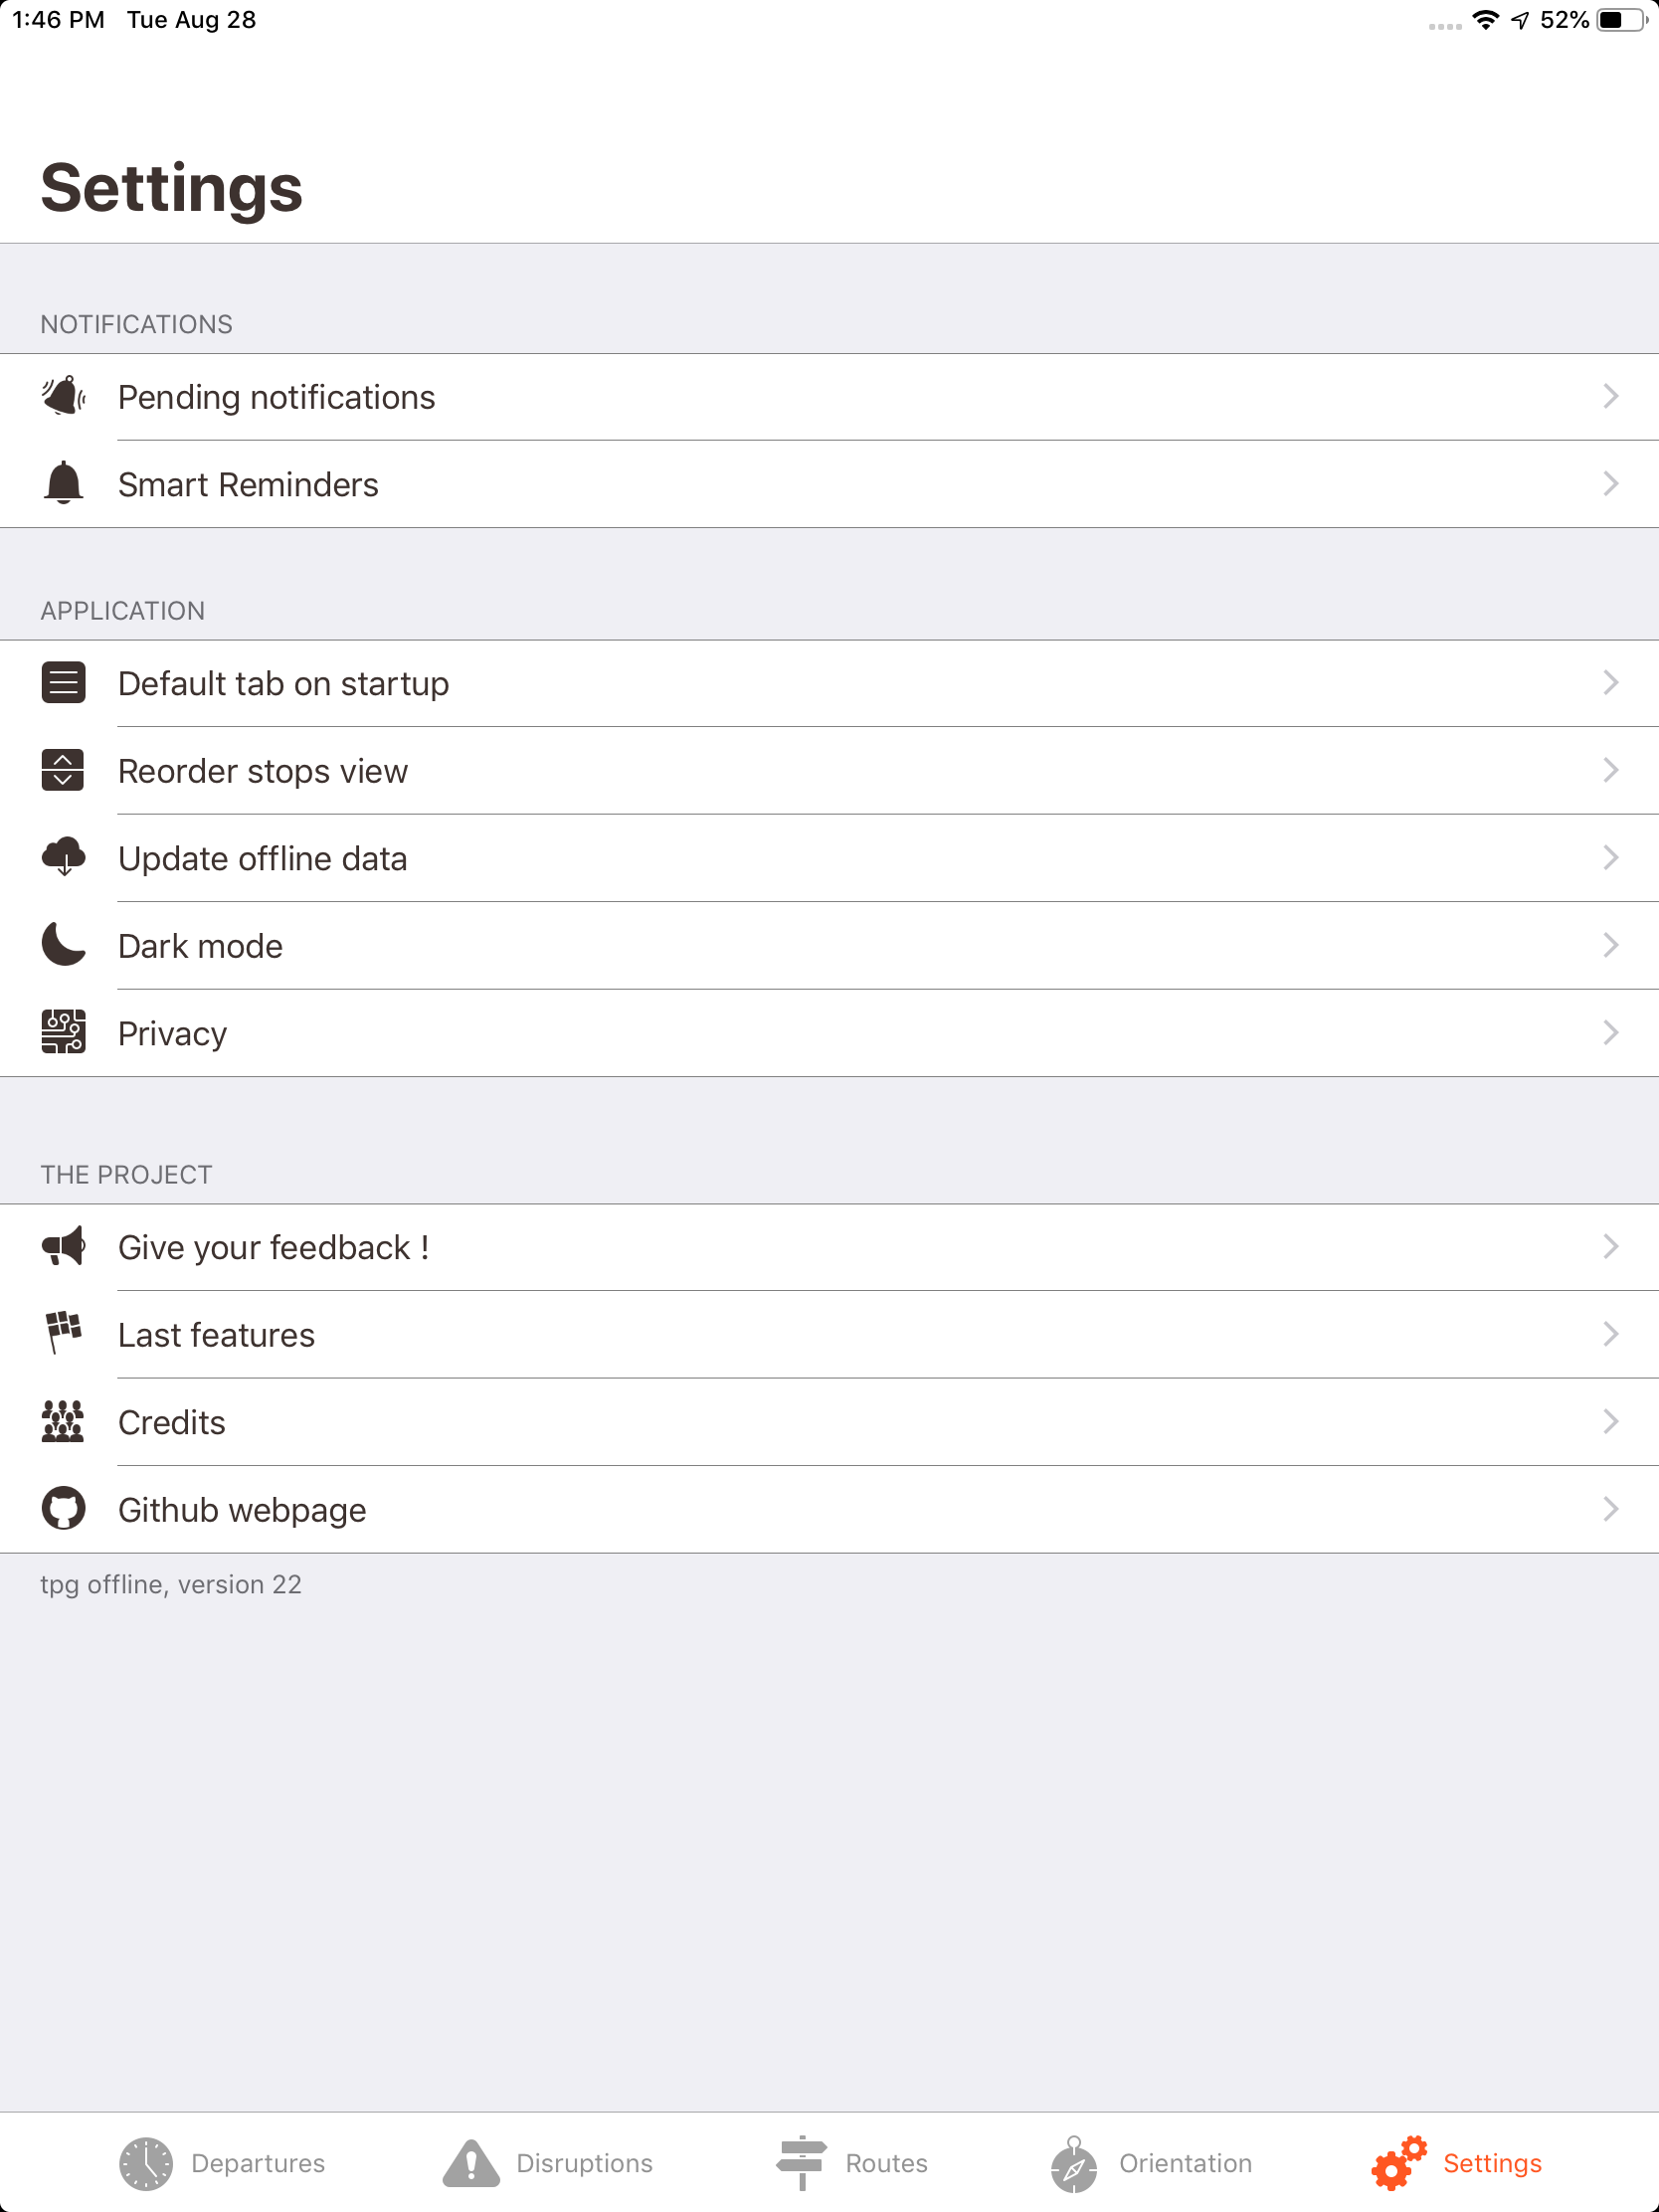 1:46 PM Tue Aug 28 52%
Settings
NOTIFICATIONS
Pending notifications
Smart Reminders
APPLICATION
Default tab on startup
Reorder stops view
Update offline data
Dark mode
Privacy
THE PROJECT
Give your feedback !
Last features
Credits
Github webpage
tpg offline, version 22
Departures Disruptions Routes Orientation Settings